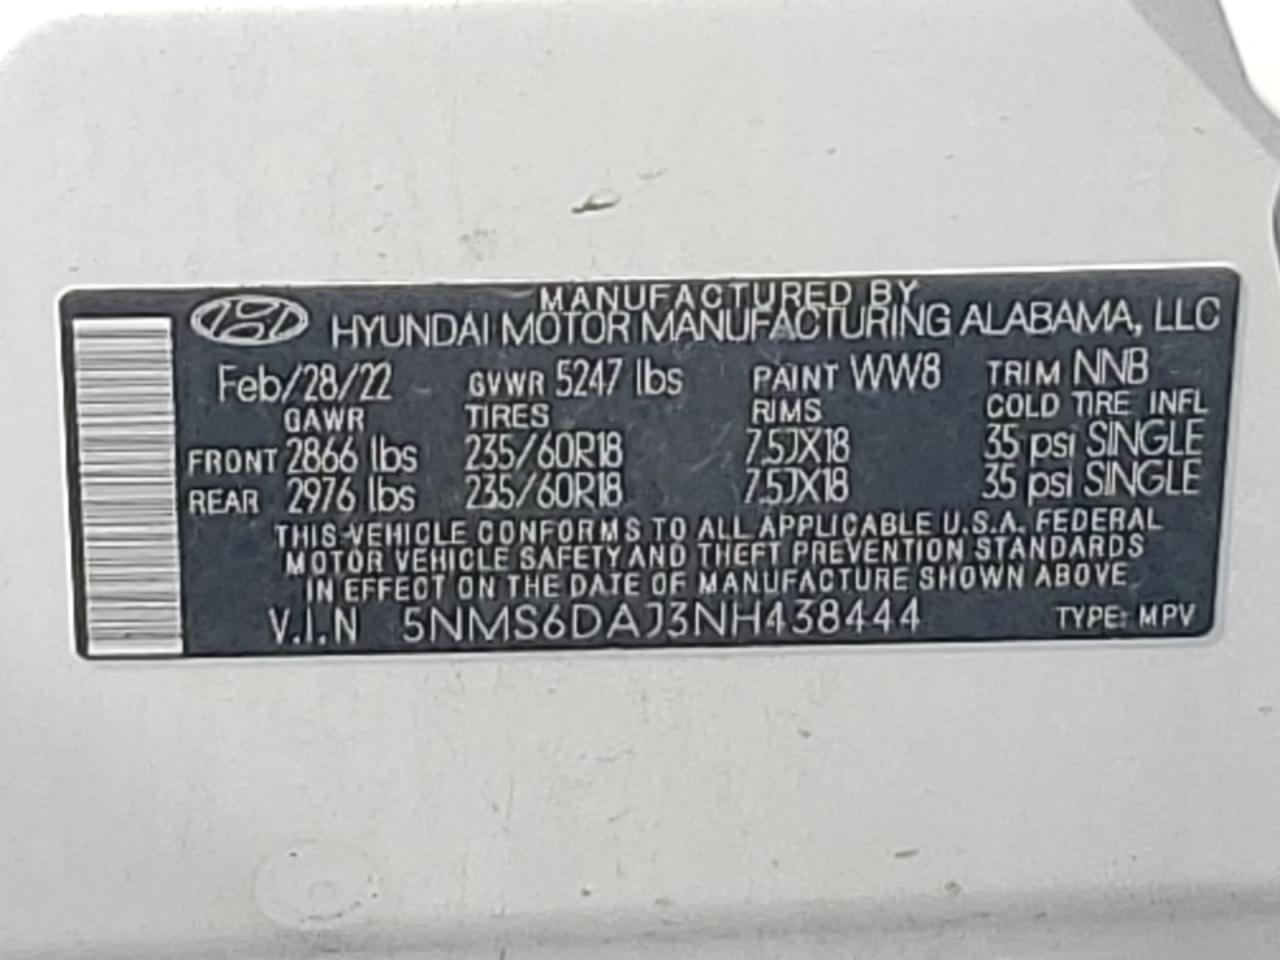 MANUFACTURED BY
HYUNDAI MOTOR MANUFACTURING ALABAMA, LLC
Feb/28/22 GVWR 5247 lbs PAINT WW8 TRIM NNB
GAWR TIRES RIMS COLD TIRE INFL
FRONT 2866 lbs 235/60R18 7.5JX18 35 psi SINGLE
REAR 2976 lbs 235/60R18 7.5JX18 35 psi SINGLE
THIS VEHICLE CONFORMS TO ALL APPLICABLE U.S.A. FEDERAL
MOTOR VEHICLE SAFETY AND THEFT PREVENTION STANDARDS
IN EFFECT ON THE DATE OF MANUFACTURE SHOWN ABOVE
V.I.N 5NMS6DAJ3NH438444 TYPE: MPV